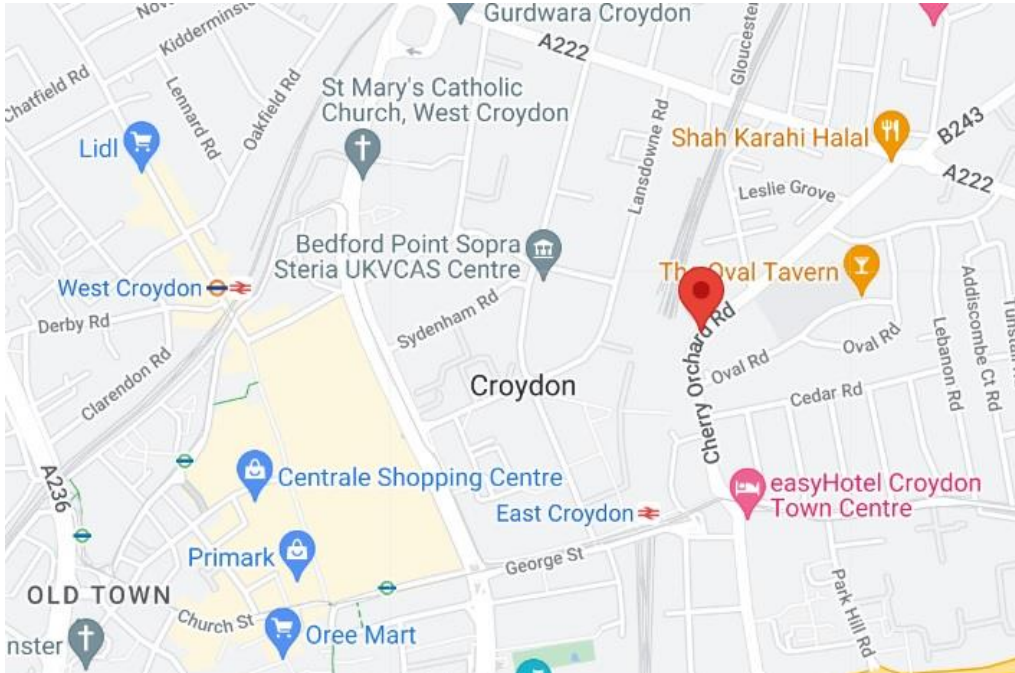 Gurdwara Croydon
Nov
Kidderminst
A222
Gloucester
St Mary's Catholic
Church, West Croydon
Chatfield Rd
Lennard Rd
Oakfield Rd
Lansdowne Rd
Shah Karahi Halal
B243
Lidl
A222
Leslie Grove
Bedford Point Sopra
Steria UKVCAS Centre
The Oval Tavern
West Croydon
Derby Rd
Sydenham Rd
Cherry Orchard Rd
Oval Rd
Oval Rd
Addiscombe Ct Rd
Lebanon Rd
Clarendon Rd
Croydon
Cedar Rd
A236
Centrale Shopping Centre
easyHotel Croydon
Town Centre
East Croydon
Primark
George St
OLD TOWN
Church St
Park Hill Rd
Oree Mart
nster